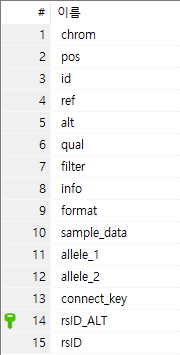 # 이름
1 chrom
2 pos
3 id
4 ref
5 alt
6 qual
7 filter
8 info
9 format
10 sample_data
11 allele_1
12 allele_2
13 connect_key
14 rsID_ALT
15 rsID